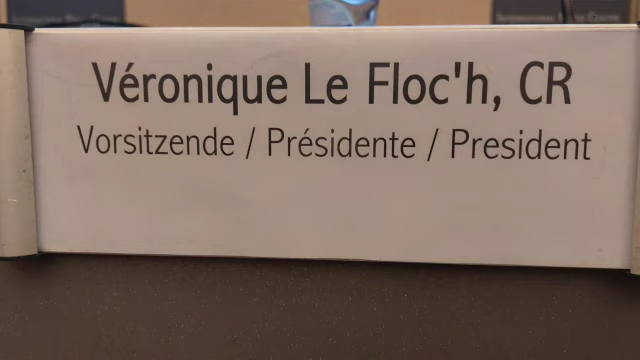 Véronique Le Floc'h, CR
Vorsitzende / Présidente / President